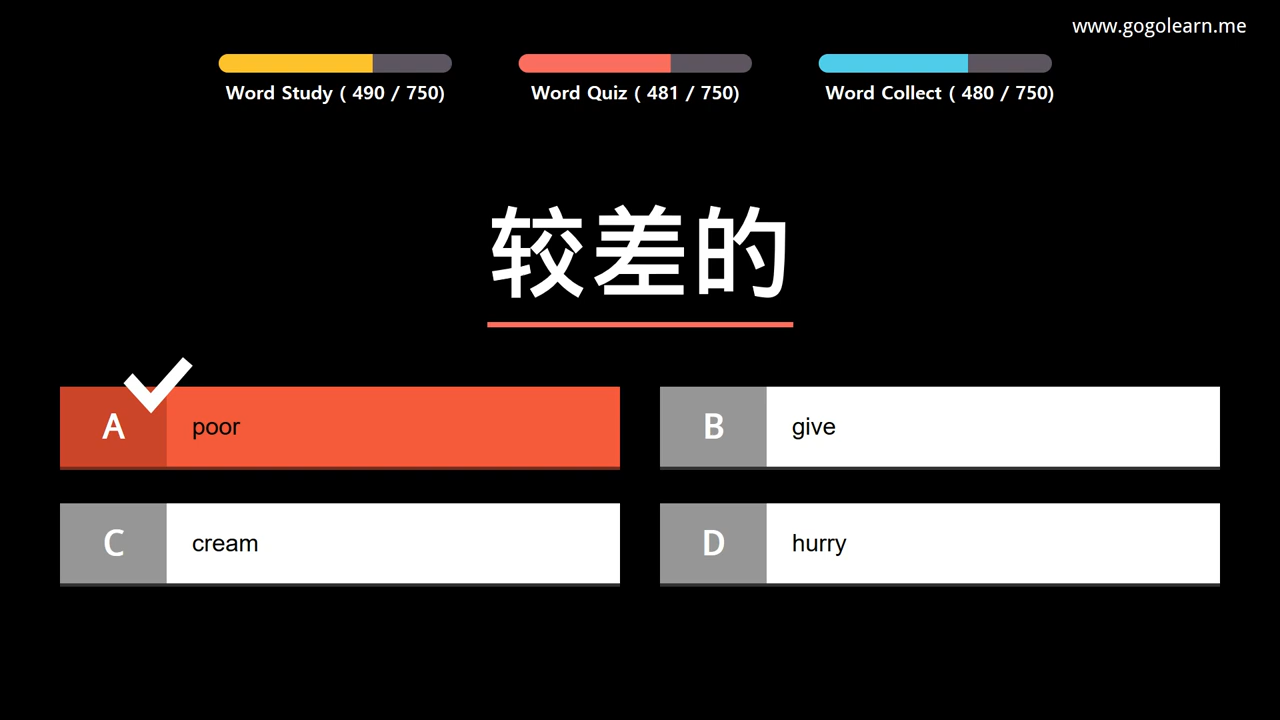 www.gogolearn.me
Word Study ( 490 / 750)
Word Quiz ( 481 / 750)
Word Collect ( 480 / 750)
较差的
A poor
B give
C cream
D hurry